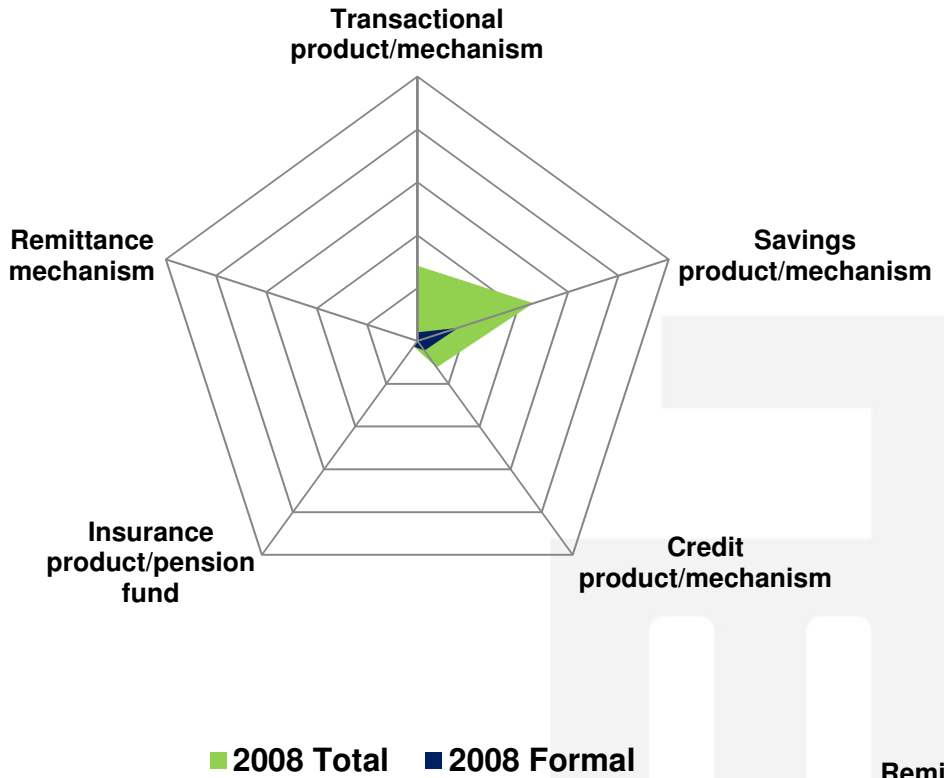 Transactional
product/mechanism
Remittance
mechanism
Savings
product/mechanism
Insurance
product/pension
fund
Credit
product/mechanism
2008 Total
2008 Formal
Remi